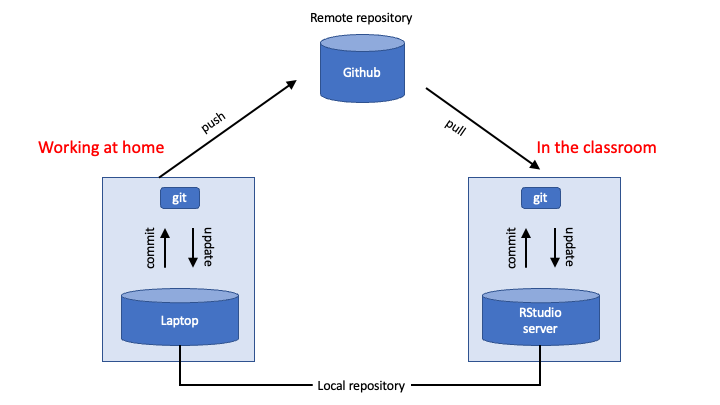 Remote repository
Github
push
pull
Working at home
In the classroom
git
git
commit
update
commit
update
Laptop
RStudio
server
Local repository